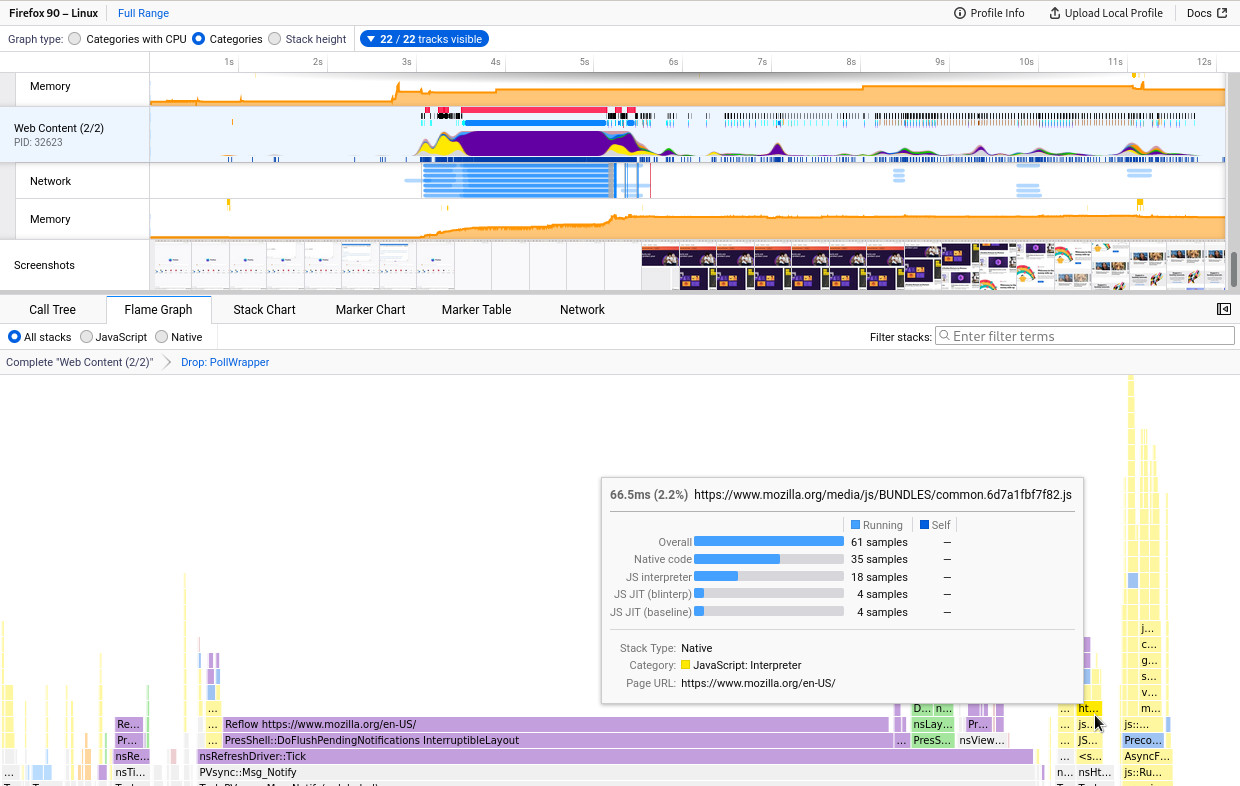 Firefox 90 – Linux Full Range Profile Info Upload Local Profile Docs
Graph type: Categories with CPU Categories Stack height 22 / 22 tracks visible
1s 2s 3s 4s 5s 6s 7s 8s 9s 10s 11s 12s
Memory
Web Content (2/2)
PID: 32623
Network
Memory
Screenshots
Call Tree Flame Graph Stack Chart Marker Chart Marker Table Network
All stacks JavaScript Native Filter stacks: Enter filter terms
Complete "Web Content (2/2)" Drop: PollWrapper
66.5ms (2.2%) https://www.mozilla.org/media/js/BUNDLES/common.6d7a1fbf7f82.js
Running Self
Overall 61 samples —
Native code 35 samples —
JS interpreter 18 samples —
JS JIT (blinterp) 4 samples —
JS JIT (baseline) 4 samples —
Stack Type: Native
Category: JavaScript: Interpreter
Page URL: https://www.mozilla.org/en-US/
j...
c...
g...
s...
v...
... D... n... ... ht... m...
Re... ... Reflow https://www.mozilla.org/en-US/ nsLay... Pr... ... js... js::...
Pr... ... PresShell::DoFlushPendingNotifications InterruptibleLayout ... PresS... nsView... ... JS... Preco...
nsRe... nsRefreshDriver::Tick ... <s... AsyncF...
... nsTi... PVsync::Msg_Notify n... nsHt... js::Ru...